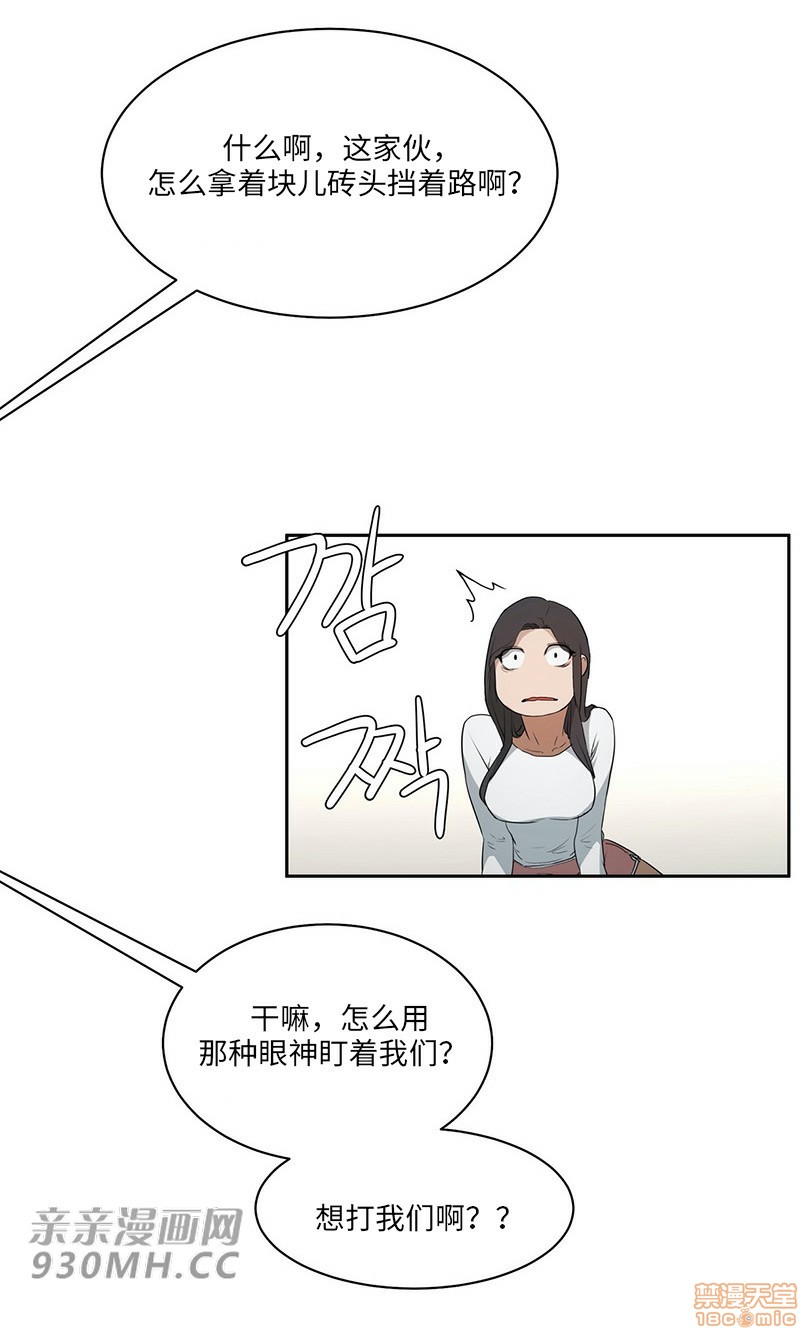 什么啊，这家伙，
怎么拿着块儿砖头挡着路啊？
깜
짝
干嘛，怎么用
那种眼神盯着我们？
想打我们啊？？
亲亲漫画网
930MH.CC
禁漫天堂
18comic